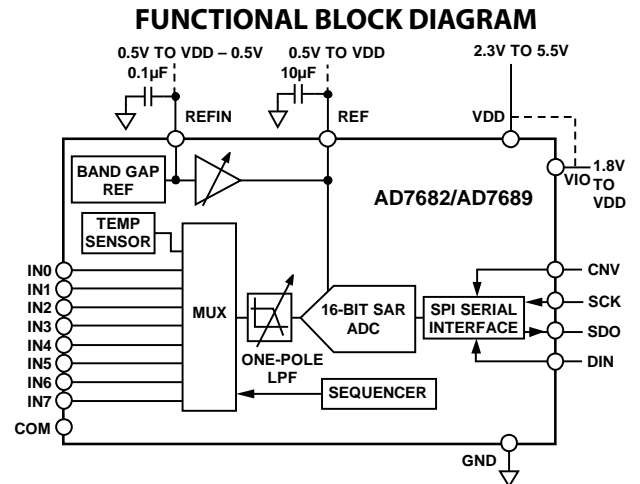 FUNCTIONAL BLOCK DIAGRAM
0.5V TO VDD – 0.5V
0.5V TO VDD
2.3V TO 5.5V
0.1µF
10µF
REFIN
REF
VDD
BAND GAP
REF
AD7682/AD7689
VIO
1.8V
TO
VDD
TEMP
SENSOR
IN0
IN1
IN2
IN3
IN4
IN5
IN6
IN7
COM
MUX
ONE-POLE
LPF
16-BIT SAR
ADC
SPI SERIAL
INTERFACE
CNV
SCK
SDO
DIN
SEQUENCER
GND